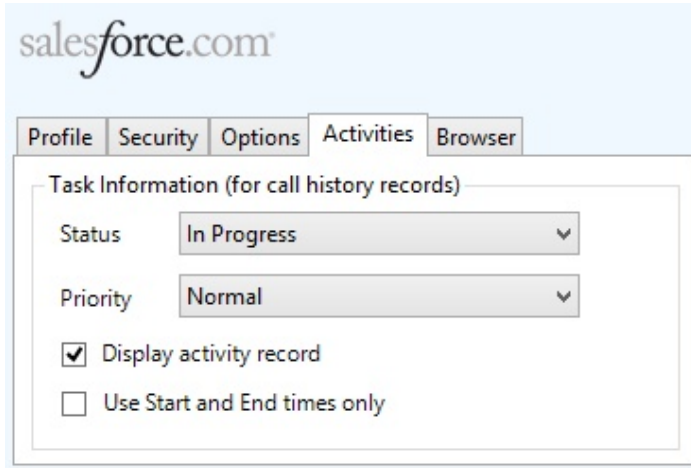 salesforce.com
Profile Security Options Activities Browser
Task Information (for call history records)
Status In Progress
Priority Normal
Display activity record
Use Start and End times only